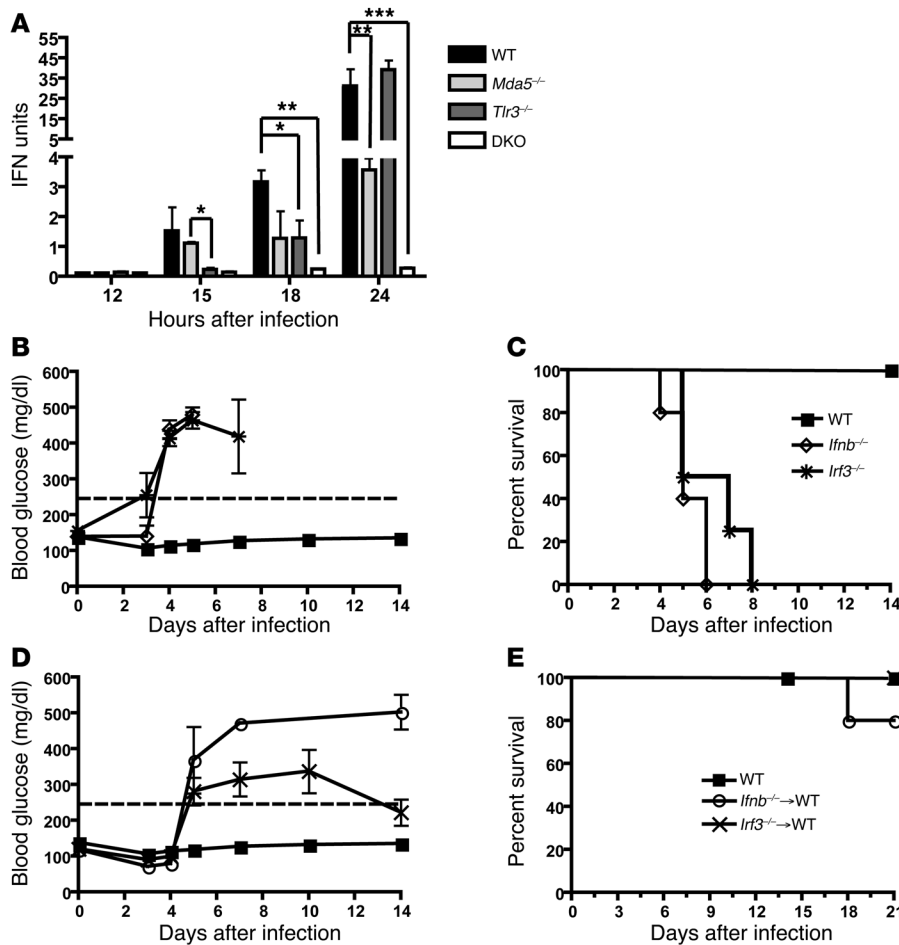 A
IFN units
55
45
35
25
15
5
4
3
2
1
0
*
*
**
**
***
12 15 18 24
Hours after infection
WT
Mda5–/–
Tlr3–/–
DKO
B
Blood glucose (mg/dl)
600
500
400
300
200
100
0
0 2 4 6 8 10 12 14
Days after infection
C
Percent survival
100
80
60
40
20
0
WT
Ifnb–/–
Irf3–/–
0 2 4 6 8 10 12 14
Days after infection
D
Blood glucose (mg/dl)
600
500
400
300
200
100
0
0 2 4 6 8 10 12 14
Days after infection
E
Percent survival
100
80
60
40
20
0
WT
Ifnb–/–→WT
Irf3–/–→WT
0 3 6 9 12 15 18 21
Days after infection